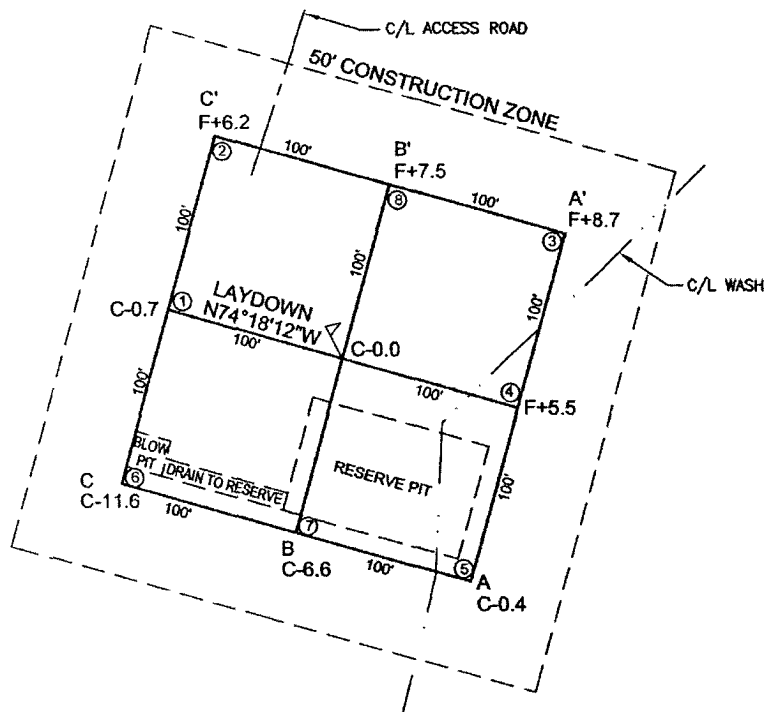 C/L ACCESS ROAD
50' CONSTRUCTION ZONE
C'
F+6.2
2
100'
B'
F+7.5
8
100'
A'
F+8.7
3
100'
100'
100'
C/L WASH
C-0.7
1
LAYDOWN
N74°18'12"W
100'
C-0.0
100'
4
F+5.5
100'
100'
BLOW
PIT
DRAIN TO RESERVE
RESERVE PIT
C
C-11.6
6
100'
7
B
C-6.6
100'
5
A
C-0.4